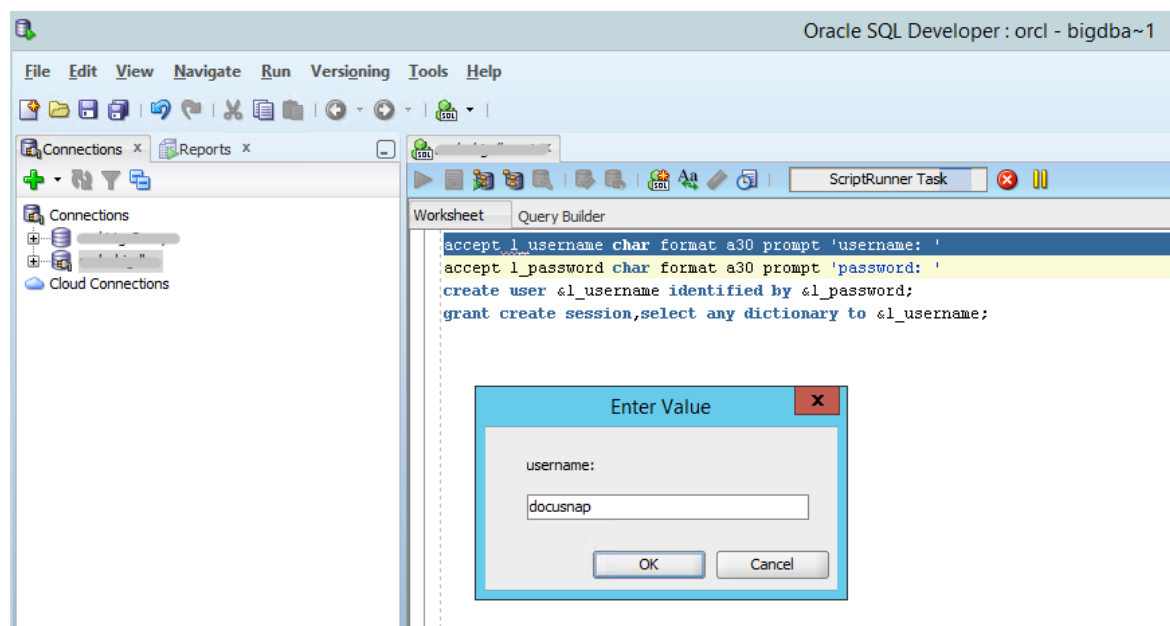 Oracle SQL Developer : orcl - bigdba~1
File Edit View Navigate Run Versioning Tools Help
Connections x Reports x
SQL
ScriptRunner Task
Connections
Cloud Connections
Worksheet Query Builder
accept l_username char format a30 prompt 'username: '
accept l_password char format a30 prompt 'password: '
create user &l_username identified by &l_password;
grant create session,select any dictionary to &l_username;
Enter Value
x
username:
docusnap
OK Cancel